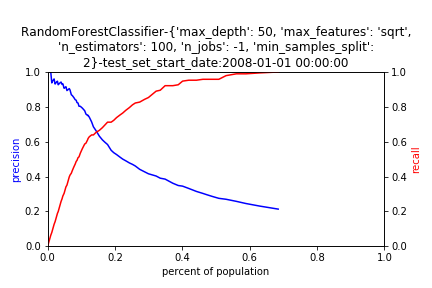 RandomForestClassifier-{'max_depth': 50, 'max_features': 'sqrt',
'n_estimators': 100, 'n_jobs': -1, 'min_samples_split':
2}-test_set_start_date:2008-01-01 00:00:00
1.0
0.8
0.6
0.4
0.2
0.0
precision
1.0
0.8
0.6
0.4
0.2
0.0
recall
0.0 0.2 0.4 0.6 0.8 1.0
percent of population